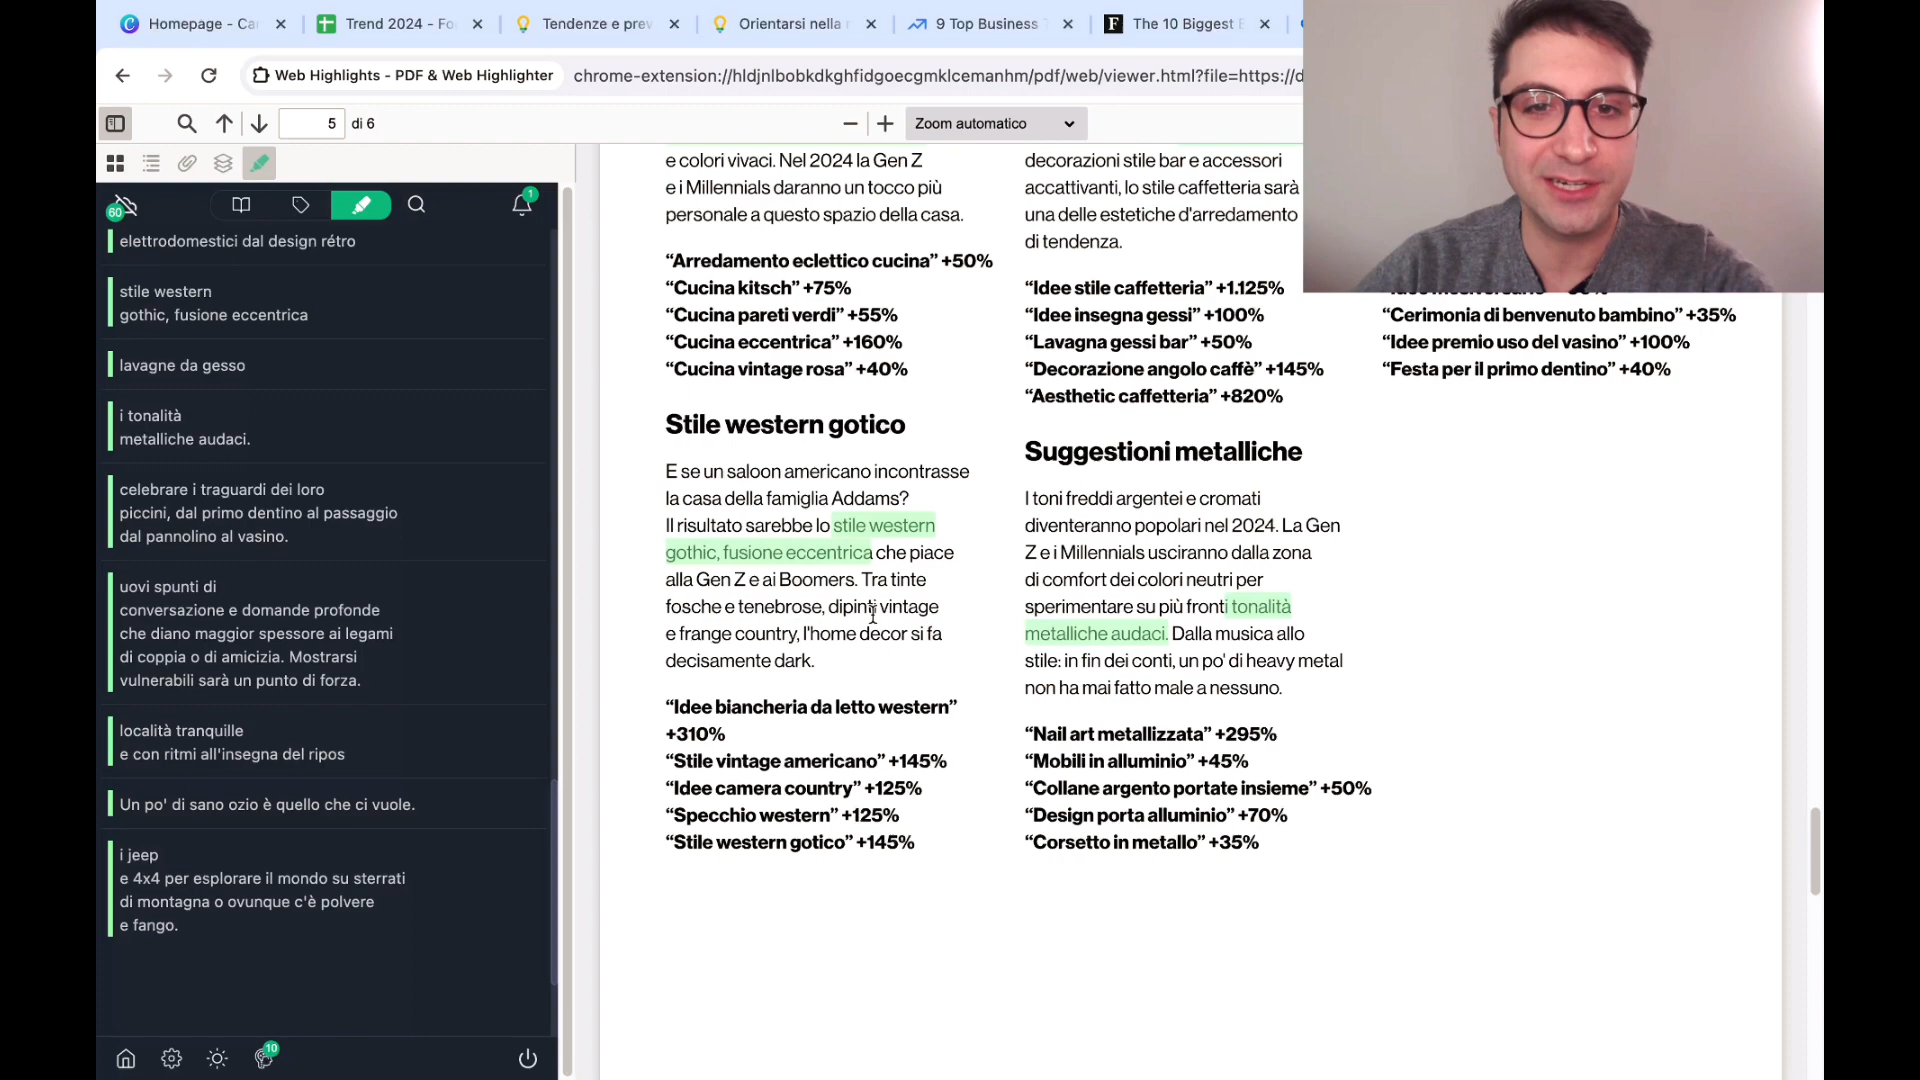 Homepage - Ca
Trend 2024 - Fo
Tendenze e prev
Orientarsi nella
9 Top Business
The 10 Biggest
Web Highlights - PDF & Web Highlighter
chrome-extension://hldjnlbobkdkghfidgoecgmklcemanhm/pdf/web/viewer.html?file=https://d
5
di 6
Zoom automatico
60
1
elettrodomestici dal design rétro
stile western
gothic, fusione eccentrica
lavagne da gesso
i tonalità
metalliche audaci.
celebrare i traguardi dei loro
piccini, dal primo dentino al passaggio
dal pannolino al vasino.
uovi spunti di
conversazione e domande profonde
che diano maggior spessore ai legami
di coppia o di amicizia. Mostrarsi
vulnerabili sarà un punto di forza.
località tranquille
e con ritmi all'insegna del ripos
Un po' di sano ozio è quello che ci vuole.
i jeep
e 4x4 per esplorare il mondo su sterrati
di montagna o ovunque c'è polvere
e fango.
10
e colori vivaci. Nel 2024 la Gen Z
e i Millennials daranno un tocco più
personale a questo spazio della casa.
“Arredamento eclettico cucina” +50%
“Cucina kitsch” +75%
“Cucina pareti verdi” +55%
“Cucina eccentrica” +160%
“Cucina vintage rosa” +40%
Stile western gotico
E se un saloon americano incontrasse
la casa della famiglia Addams?
Il risultato sarebbe lo stile western
gothic, fusione eccentrica che piace
alla Gen Z e ai Boomers. Tra tinte
fosche e tenebrose, dipinti vintage
e frange country, l'home decor si fa
decisamente dark.
“Idee biancheria da letto western”
+310%
“Stile vintage americano” +145%
“Idee camera country” +125%
“Specchio western” +125%
“Stile western gotico” +145%
decorazioni stile bar e accessori
accattivanti, lo stile caffetteria sarà
una delle estetiche d'arredamento
di tendenza.
“Idee stile caffetteria” +1.125%
“Idee insegna gessi” +100%
“Lavagna gessi bar” +50%
“Decorazione angolo caffè” +145%
“Aesthetic caffetteria” +820%
Suggestioni metalliche
I toni freddi argentei e cromati
diventeranno popolari nel 2024. La Gen
Z e i Millennials usciranno dalla zona
di comfort dei colori neutri per
sperimentare su più fronti tonalità
metalliche audaci. Dalla musica allo
stile: in fin dei conti, un po' di heavy metal
non ha mai fatto male a nessuno.
“Nail art metallizzata” +295%
“Mobili in alluminio” +45%
“Collane argento portate insieme” +50%
“Design porta alluminio” +70%
“Corsetto in metallo” +35%
“Cerimonia di benvenuto bambino” +35%
“Idee premio uso del vasino” +100%
“Festa per il primo dentino” +40%